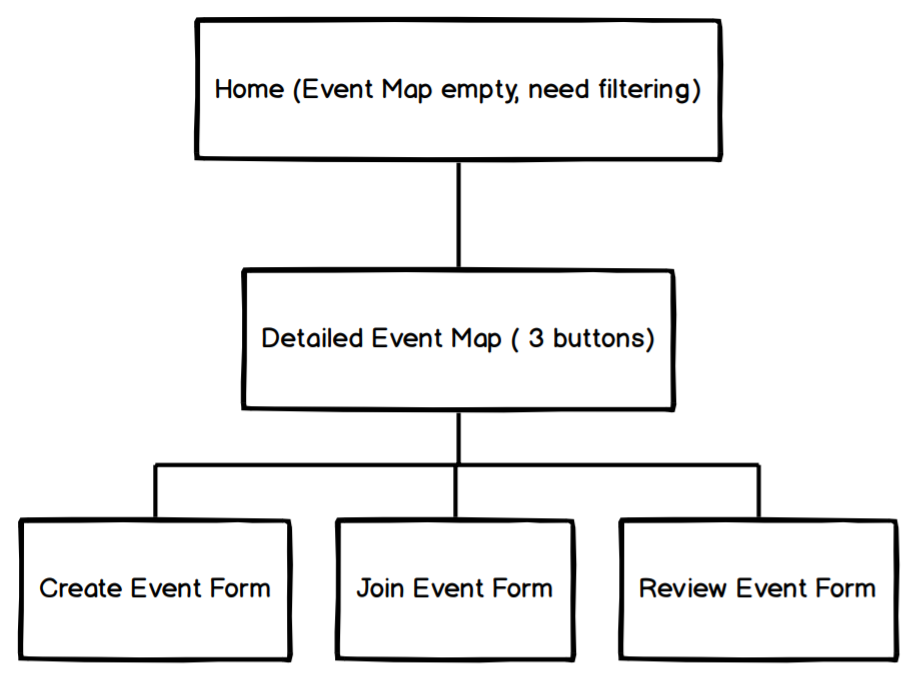 Home (Event Map empty, need filtering)
Detailed Event Map ( 3 buttons)
Create Event Form
Join Event Form
Review Event Form